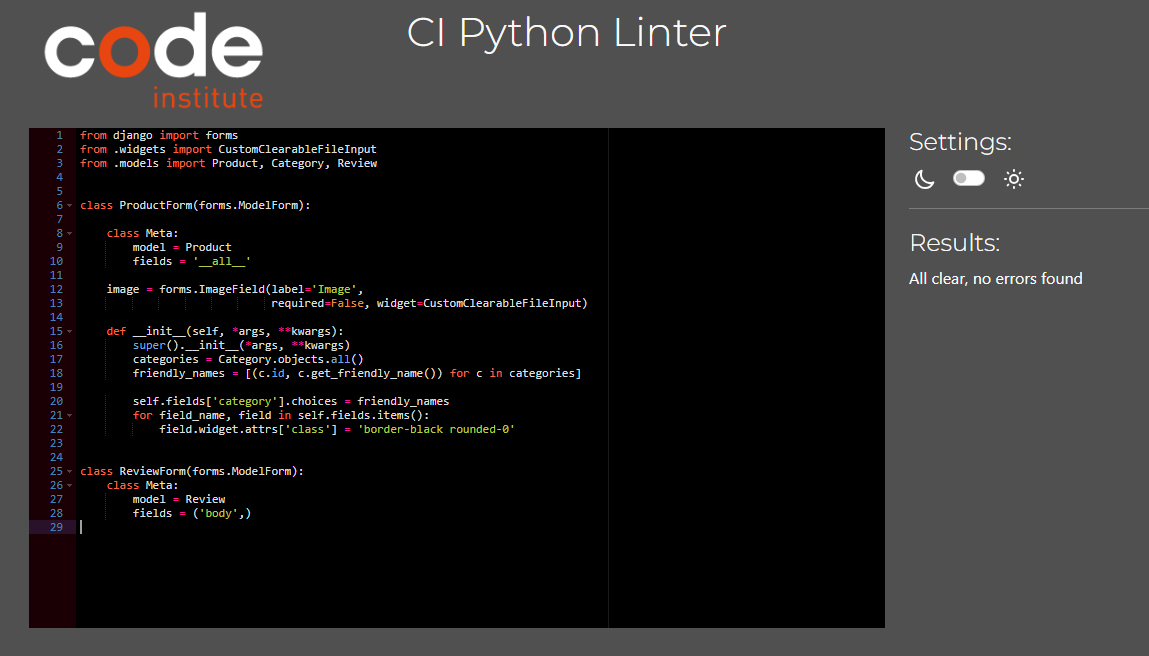 code
institute
CI Python Linter
1 from django import forms
2 from .widgets import CustomClearableFileInput
3 from .models import Product, Category, Review
4
5
6 class ProductForm(forms.ModelForm):
7
8     class Meta:
9         model = Product
10         fields = '__all__'
11
12     image = forms.ImageField(label='Image',
13                              required=False, widget=CustomClearableFileInput)
14
15     def __init__(self, *args, **kwargs):
16         super().__init__(*args, **kwargs)
17         categories = Category.objects.all()
18         friendly_names = [(c.id, c.get_friendly_name()) for c in categories]
19
20         self.fields['category'].choices = friendly_names
21         for field_name, field in self.fields.items():
22             field.widget.attrs['class'] = 'border-black rounded-0'
23
24
25 class ReviewForm(forms.ModelForm):
26     class Meta:
27         model = Review
28         fields = ('body',)
29
Settings:
Results:
All clear, no errors found